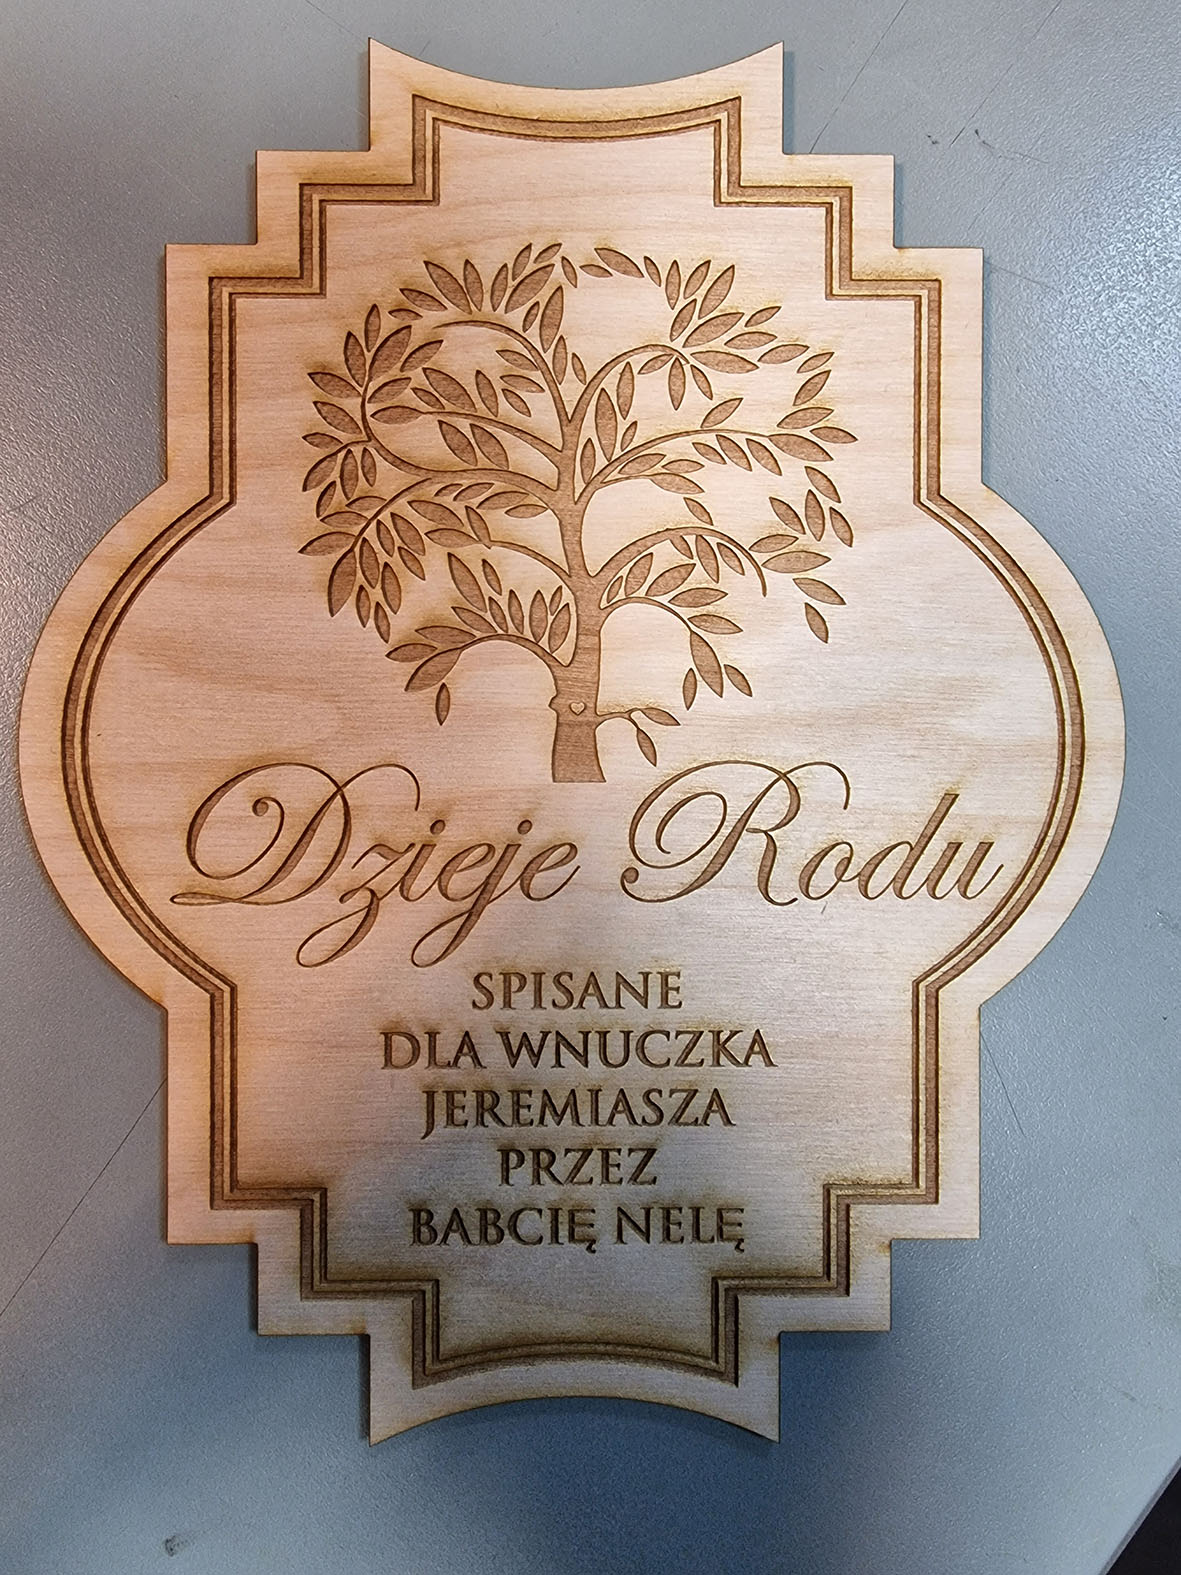 Dzieje Rodu
SPISANE
DLA WNUCZKA
JEREMIASZA
PRZEZ
BABCIĘ NELĘ